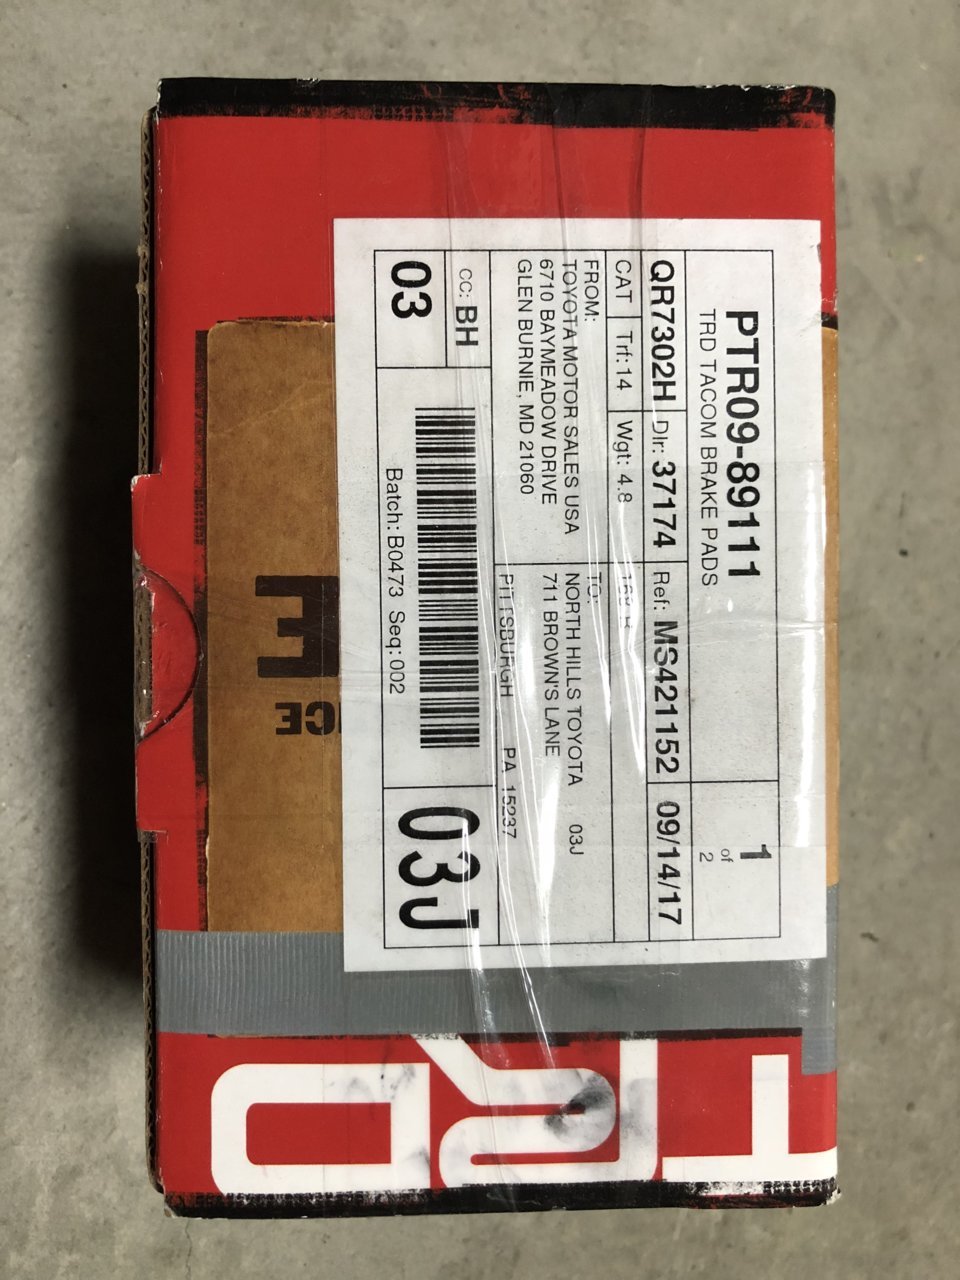 PTR09-89111
TRD TACOM BRAKE PADS
1
of
2
QR7302H
Dlr: 37174
Ref: MS421152
09/14/17
CAT
Trf: 14
Wgt: 4.8
FROM:
TOYOTA MOTOR SALES USA
6710 BAYMEADOW DRIVE
GLEN BURNIE, MD 21060
TO:
NORTH HILLS TOYOTA 03J
711 BROWN'S LANE
PITTSBURGH PA 15237
CC: BH
03
Batch: B0473 Seq: 002
03J
TRD